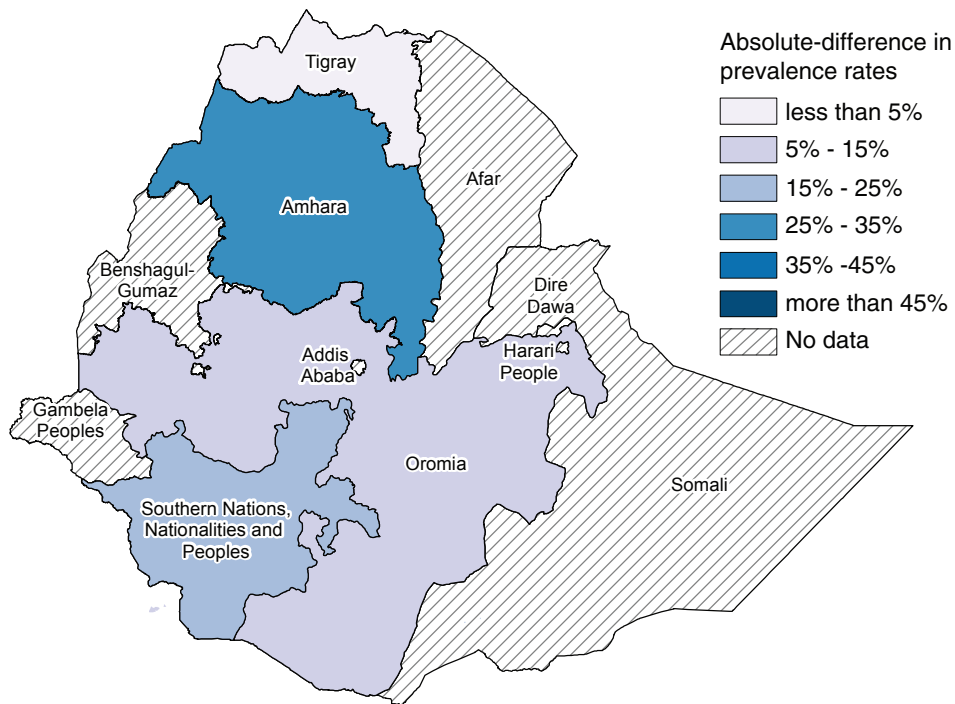 Absolute-difference in
prevalence rates
less than 5%
5% - 15%
15% - 25%
25% - 35%
35% -45%
more than 45%
No data
Tigray
Afar
Amhara
Benshagul-
Gumaz
Dire
Dawa
Addis
Ababa
Harari
People
Gambela
Peoples
Oromia
Somali
Southern Nations,
Nationalities and
Peoples